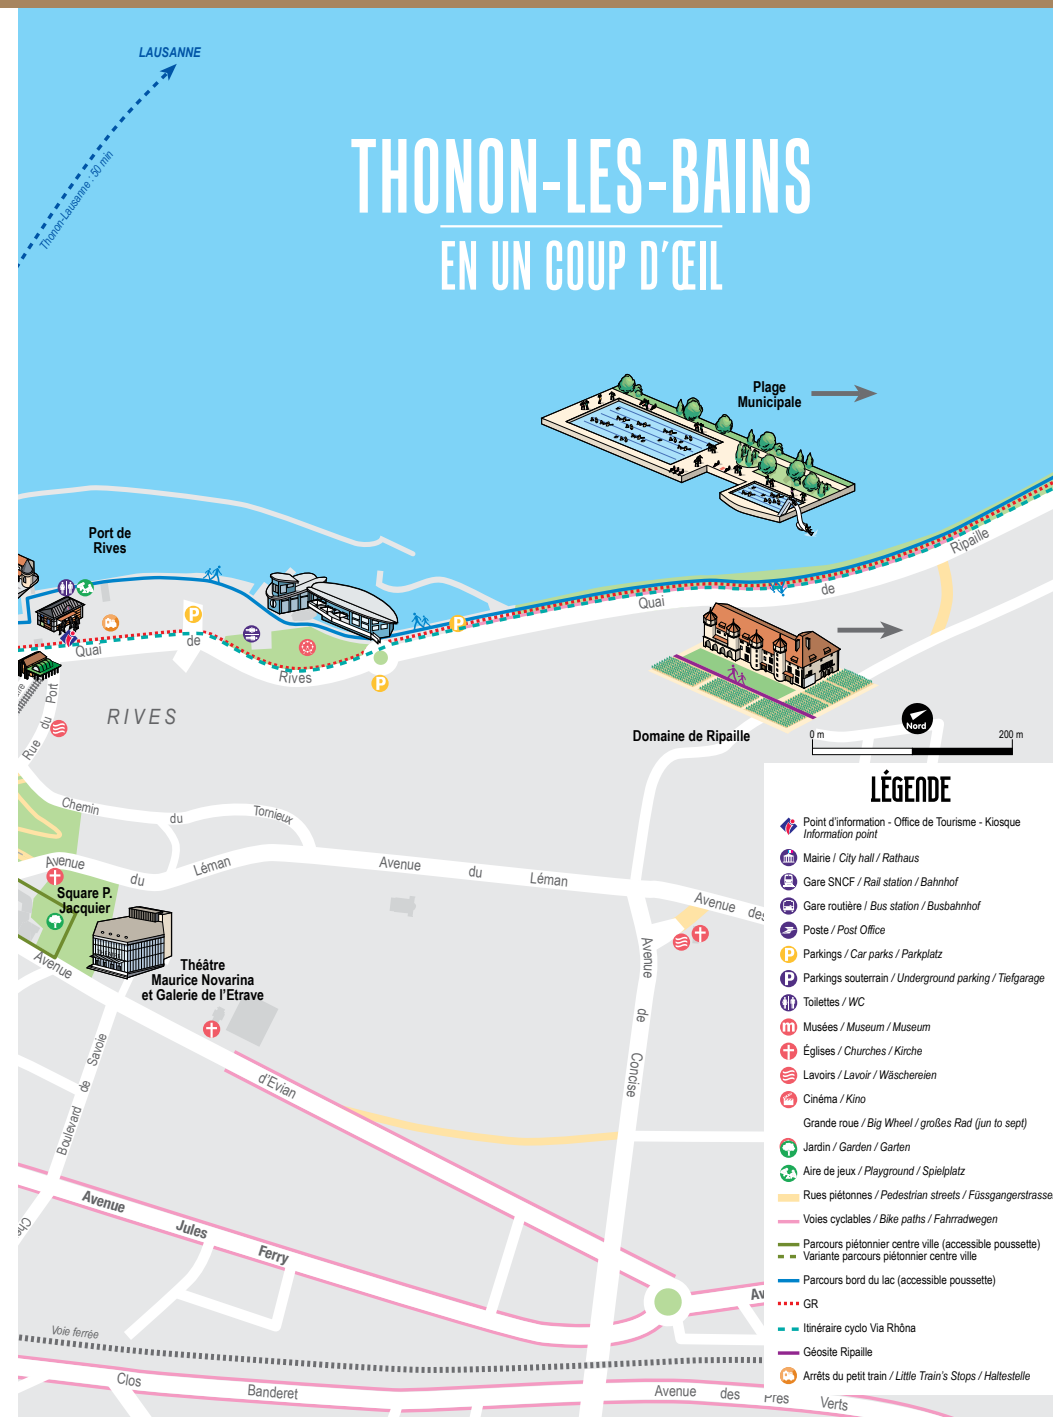 LAUSANNE
Thonon-Lausanne : 50 min
THONON-LES-BAINS
EN UN COUP D'ŒIL
Plage
Municipale
Port de
Rives
Ripaille
de
Quai
Quai
de
Rives
RIVES
Rue du Port
Domaine de Ripaille
Nord
0 m
200 m
Chemin
du
Tornieux
Avenue
du
Léman
Avenue
du
Léman
Avenue des
Square P.
Jacquier
Avenue
Théâtre
Maurice Novarina
et Galerie de l'Etrave
Avenue
de
Concise
d'Evian
Boulevard de Savoie
Avenue
Jules
Ferry
Voie ferrée
Clos
Banderet
Avenue
des
Prés
Verts
LÉGENDE
Point d'information - Office de Tourisme - Kiosque
Information point
Mairie / City hall / Rathaus
Gare SNCF / Rail station / Bahnhof
Gare routière / Bus station / Busbahnhof
Poste / Post Office
P Parkings / Car parks / Parkplatz
P Parkings souterrain / Underground parking / Tiefgarage
Toilettes / WC
m Musées / Museum / Museum
Églises / Churches / Kirche
Lavoirs / Lavoir / Wäschereien
Cinéma / Kino
Grande roue / Big Wheel / großes Rad (jun to sept)
Jardin / Garden / Garten
Aire de jeux / Playground / Spielplatz
Rues piétonnes / Pedestrian streets / Füssgangerstrasse
Voies cyclables / Bike paths / Fahrradwegen
Parcours piétonnier centre ville (accessible poussette)
Variante parcours piétonnier centre ville
Parcours bord du lac (accessible poussette)
GR
Itinéraire cyclo Via Rhôna
Géosite Ripaille
Arrêts du petit train / Little Train's Stops / Haltestelle